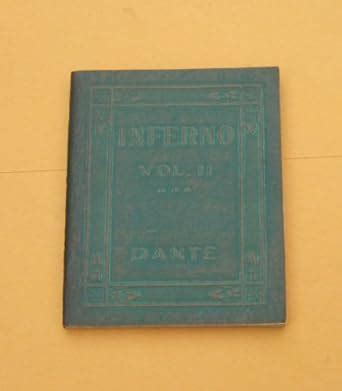 INFERNO
VOL. II
DANTE